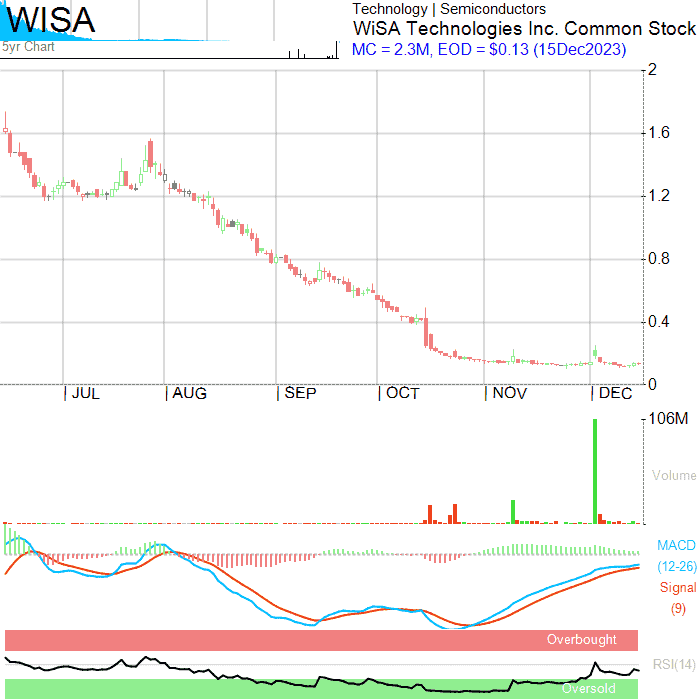 WISA
5yr Chart
Technology | Semiconductors
WiSA Technologies Inc. Common Stock
MC = 2.3M, EOD = $0.13 (15Dec2023)
2
1.6
1.2
0.8
0.4
0
JUL AUG SEP OCT NOV DEC
106M
Volume
MACD
(12-26)
Signal
(9)
Overbought
RSI(14)
Oversold